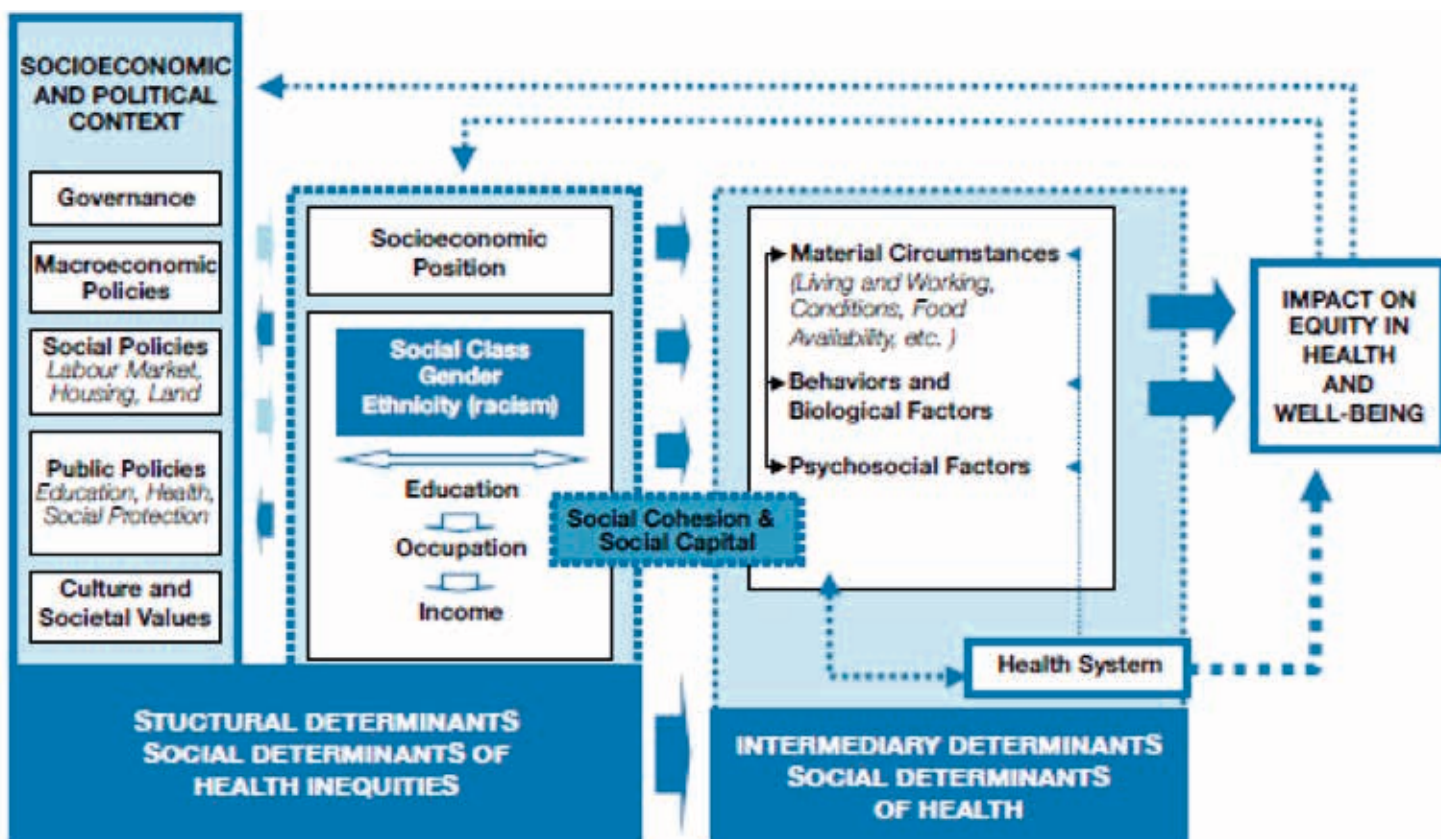 SOCIOECONOMIC
AND POLITICAL
CONTEXT
Governance
Macroeconomic
Policies
Social Policies
Labour Market,
Housing, Land
Public Policies
Education, Health,
Social Protection
Culture and
Societal Values
Socioeconomic
Position
Social Class
Gender
Ethnicity (racism)
Education
Occupation
Income
Social Cohesion &
Social Capital
Material Circumstances
(Living and Working,
Conditions, Food
Availability, etc. )
Behaviors and
Biological Factors
Psychosocial Factors
Health System
IMPACT ON
EQUITY IN
HEALTH
AND
WELL-BEING
STUCTURAL DETERMINANTS
SOCIAL DETERMINANTS OF
HEALTH INEQUITIES
INTERMEDIARY DETERMINANTS
SOCIAL DETERMINANTS
OF HEALTH